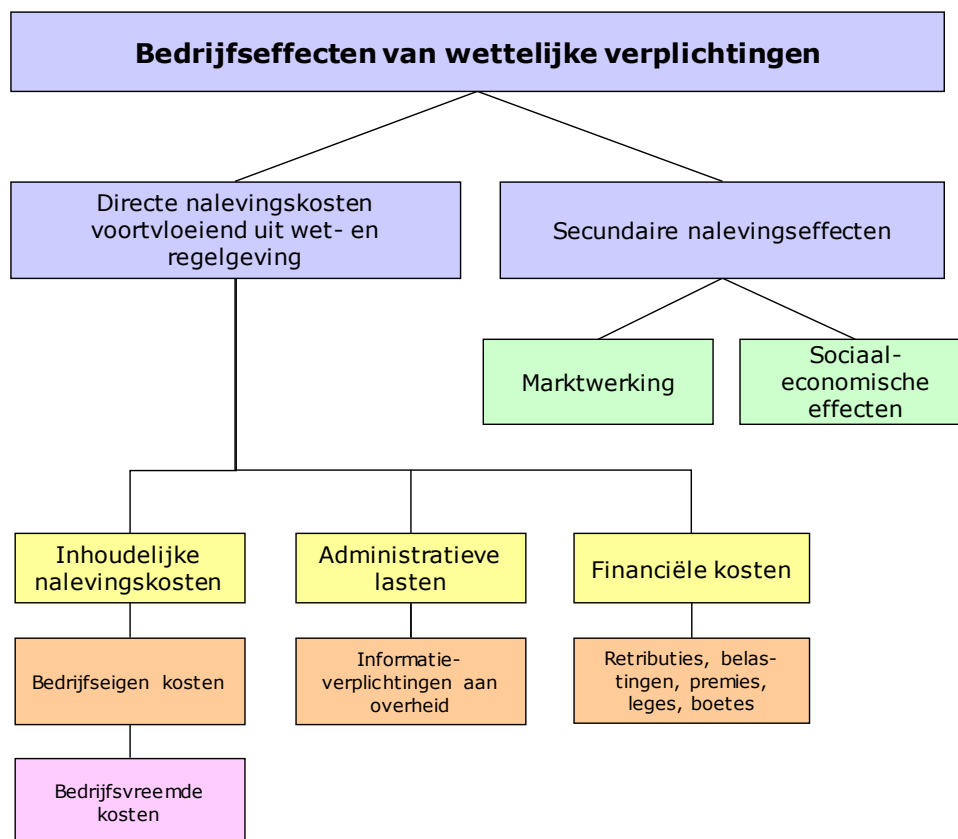 Bedrijfseffecten van wettelijke verplichtingen
Directe nalevingskosten
voortvloeiend uit wet- en
regelgeving
Secundaire nalevingseffecten
Marktwerking
Sociaal-
economische
effecten
Inhoudelijke
nalevingskosten
Administratieve
lasten
Financiële kosten
Bedrijfseigen kosten
Informatie-
verplichtingen aan
overheid
Retributies, belas-
tingen, premies,
leges, boetes
Bedrijfsvreemde
kosten